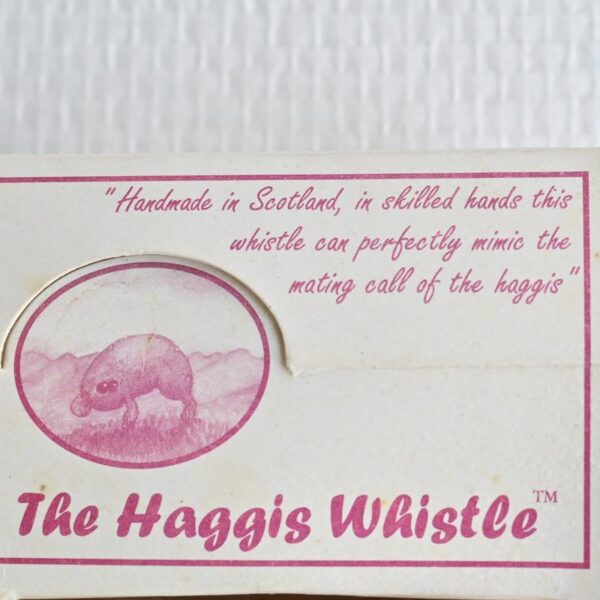 "Handmade in Scotland, in skilled hands this
whistle can perfectly mimic the
mating call of the haggis"
The Haggis Whistle™